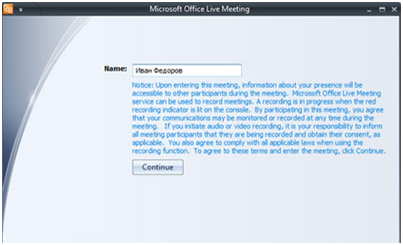 Microsoft Office Live Meeting
Name: Иван Федоров
Notice: Upon entering this meeting, information about your presence will be
accessible to other participants during the meeting. Microsoft Office Live Meeting
service can be used to record meetings. A recording is in progress when the red
recording indicator is lit on the console. By participating in this meeting, you agree
that your communications may be monitored or recorded at any time during the
meeting. If you initiate audio or video recording, it is your responsibility to inform
all meeting participants that they are being recorded and obtain their consent, as
applicable. You also agree to comply with all applicable laws when using the
recording function. To agree to these terms and enter the meeting, click Continue.
Continue